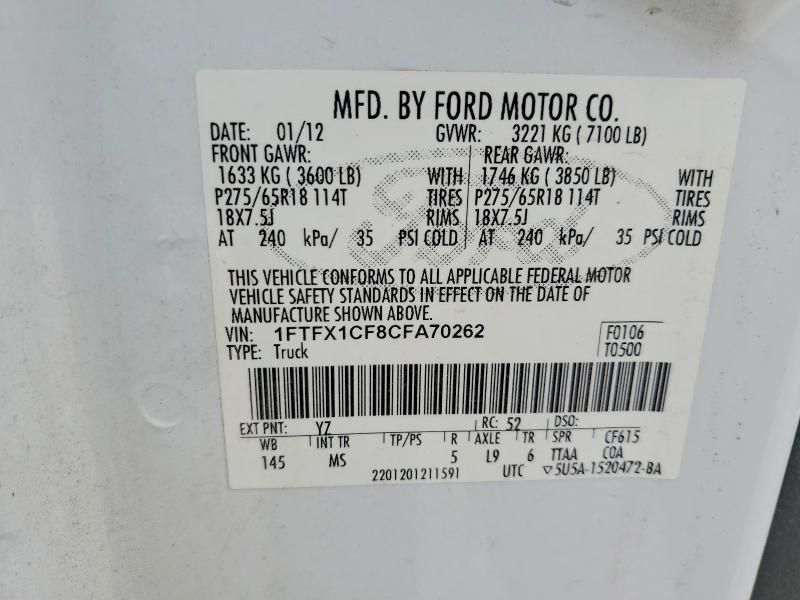 MFD. BY FORD MOTOR CO.
DATE: 01/12 GVWR: 3221 KG ( 7100 LB)
FRONT GAWR: REAR GAWR:
1633 KG ( 3600 LB) WITH 1746 KG ( 3850 LB) WITH
P275/65R18 114T TIRES P275/65R18 114T TIRES
18X7.5J RIMS 18X7.5J RIMS
AT 240 kPa/ 35 PSI COLD AT 240 kPa/ 35 PSI COLD
THIS VEHICLE CONFORMS TO ALL APPLICABLE FEDERAL MOTOR
VEHICLE SAFETY STANDARDS IN EFFECT ON THE DATE OF
MANUFACTURE SHOWN ABOVE.
VIN: 1FTFX1CF8CFA70262 F0106
TYPE: Truck T0500
EXT PNT: YZ RC: 52 DSO:
WB INT TR TP/PS R AXLE TR SPR CF615
145 MS 5 L9 6 TTAA COA
2201201211591 UTC ▽5U5A-1520472-BA